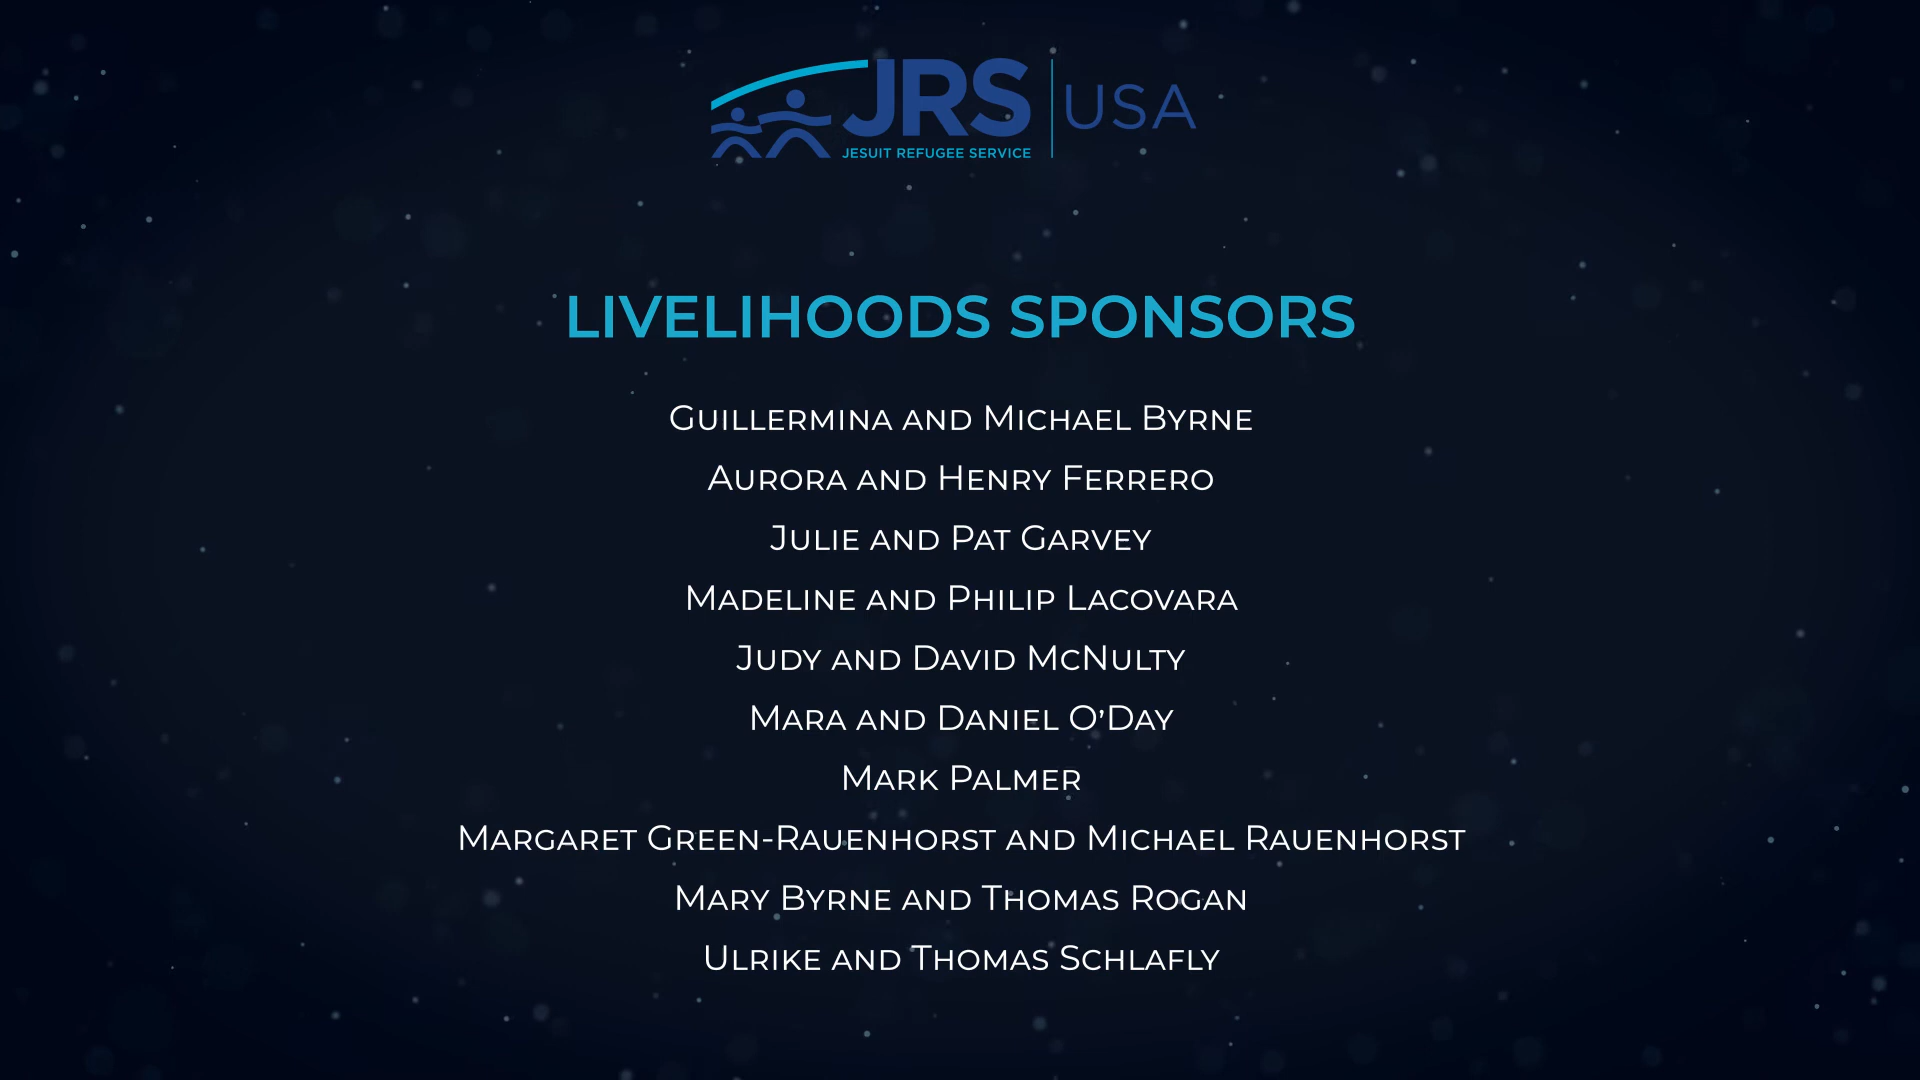 JRS USA
JESUIT REFUGEE SERVICE
LIVELIHOODS SPONSORS
Guillermina and Michael Byrne
Aurora and Henry Ferrero
Julie and Pat Garvey
Madeline and Philip Lacovara
Judy and David McNulty
Mara and Daniel O’Day
Mark Palmer
Margaret Green-Rauenhorst and Michael Rauenhorst
Mary Byrne and Thomas Rogan
Ulrike and Thomas Schlafly